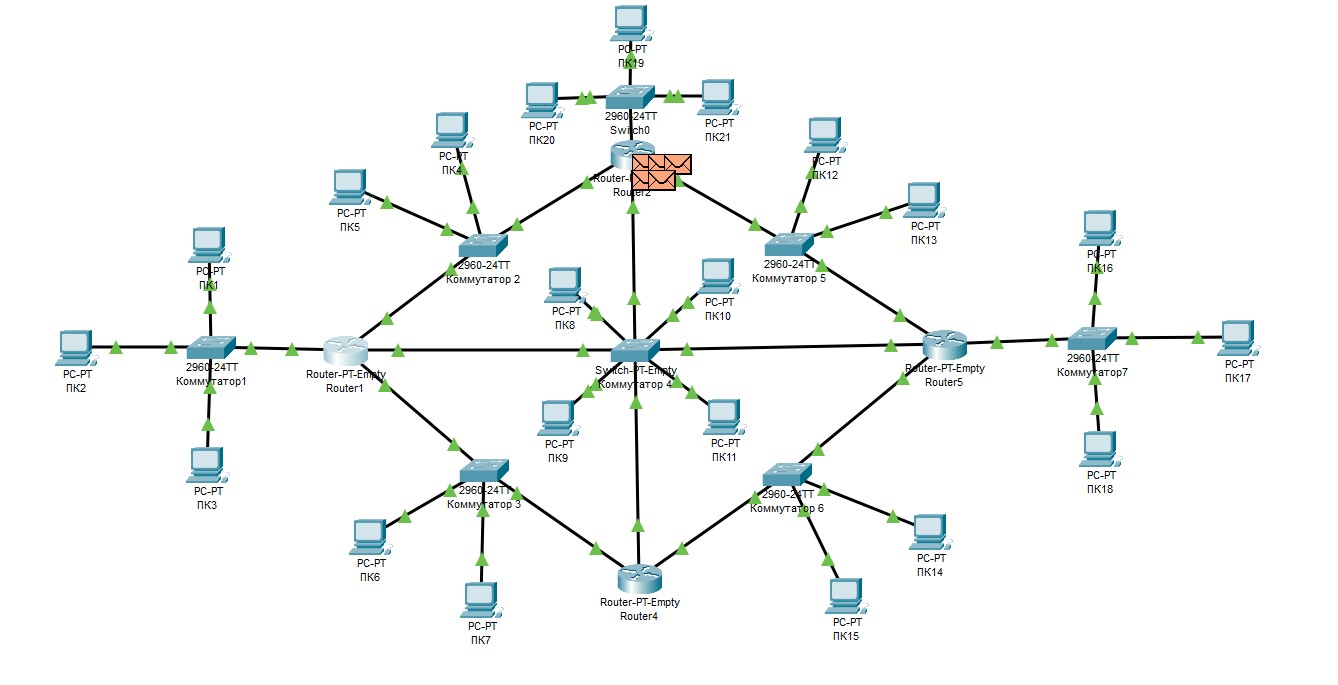 PC-PT
ПК19
PC-PT
ПК20
2960-24TT
Switch0
PC-PT
ПК21
PC-PT
ПК4
Router2
PC-PT
ПК12
PC-PT
ПК5
PC-PT
ПК13
PC-PT
ПК1
2960-24TT
Коммутатор 2
2960-24TT
Коммутатор 5
PC-PT
ПК16
PC-PT
ПК8
PC-PT
ПК10
PC-PT
ПК2
2960-24TT
Коммутатор1
Router-PT-Empty
Router1
Switch-PT-Empty
Коммутатор 4
Router-PT-Empty
Router5
2960-24TT
Коммутатор7
PC-PT
ПК17
PC-PT
ПК9
PC-PT
ПК11
PC-PT
ПК3
2960-24TT
Коммутатор 3
2960-24TT
Коммутатор 6
PC-PT
ПК18
PC-PT
ПК6
PC-PT
ПК14
Router-PT-Empty
Router4
PC-PT
ПК7
PC-PT
ПК15